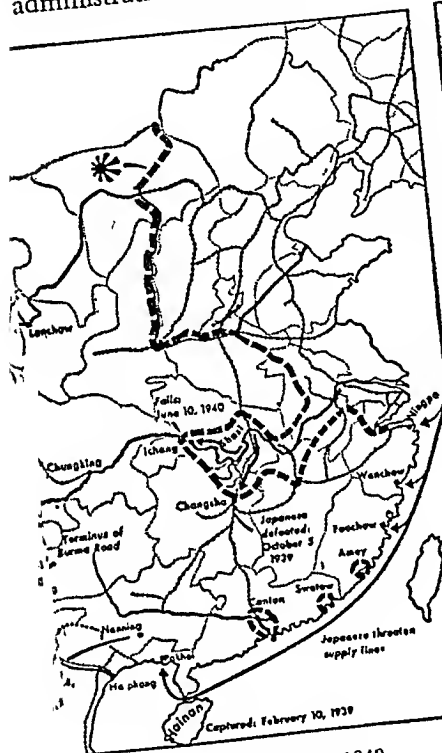 Lanchow
Falls:
June 10, 1940
Ichang
Chungking
Changsha
Ningpo
Wenchow
Foochow
Amoy
Japanese
defeated:
October 5
1939
Terminus of
Burma Road
Canton
Swatow
Nanning
Pakhoi
Haiphong
Hainan
Japanese threaten
supply lines
Captured: February 10, 1939